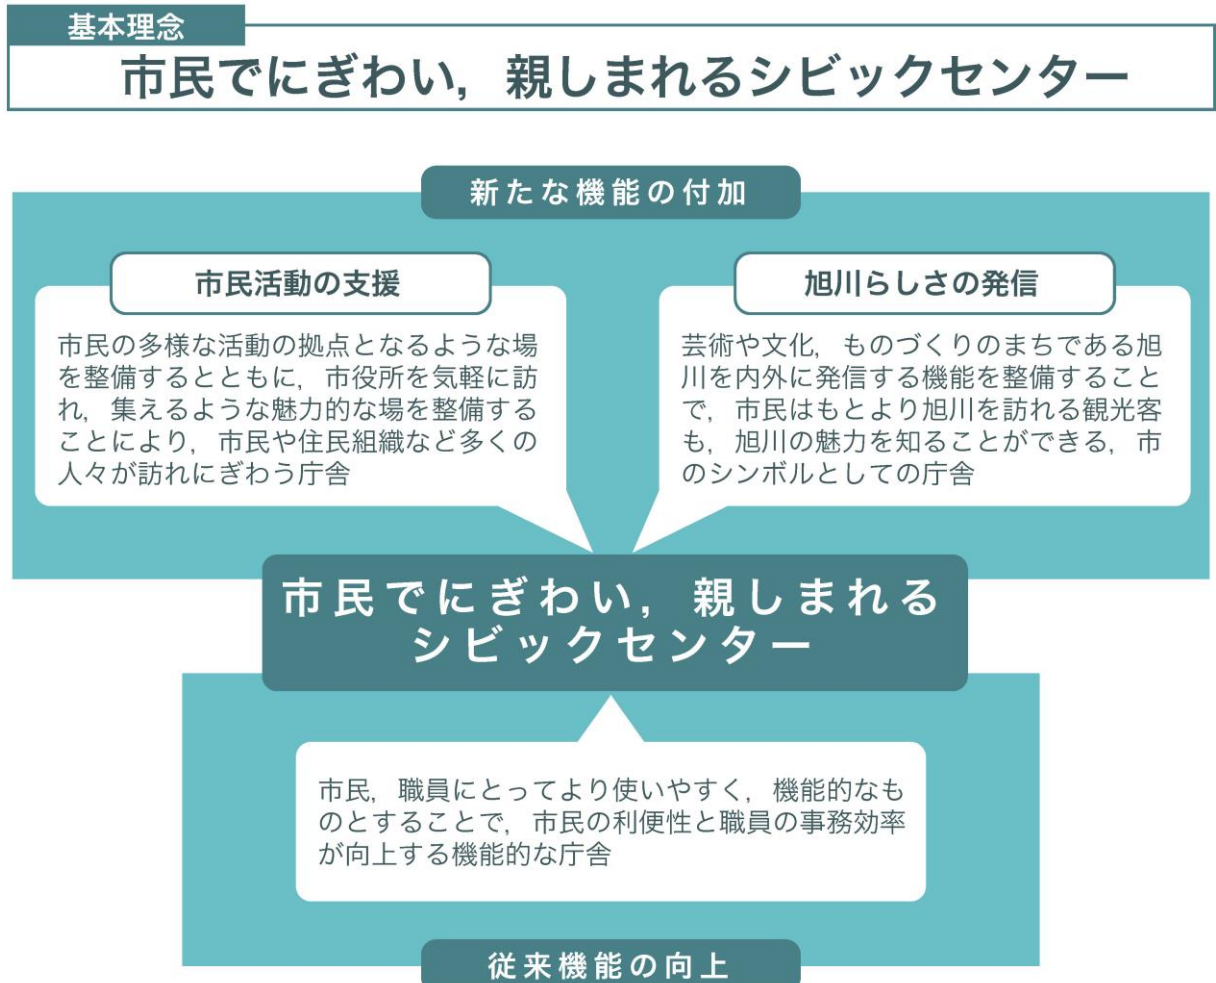 基本理念
市民でにぎわい，親しまれるシビックセンター
新たな機能の付加
市民活動の支援
市民の多様な活動の拠点となるような場
を整備するとともに，市役所を気軽に訪
れ，集えるような魅力的な場を整備する
ことにより，市民や住民組織など多くの
人々が訪れにぎわう庁舎
旭川らしさの発信
芸術や文化，ものづくりのまちである旭
川を内外に発信する機能を整備すること
で，市民はもとより旭川を訪れる観光客
も，旭川の魅力を知ることができる，市
のシンボルとしての庁舎
市民でにぎわい，親しまれる
シビックセンター
市民，職員にとってより使いやすく，機能的なも
のとすることで，市民の利便性と職員の事務効率
が向上する機能的な庁舎
従来機能の向上